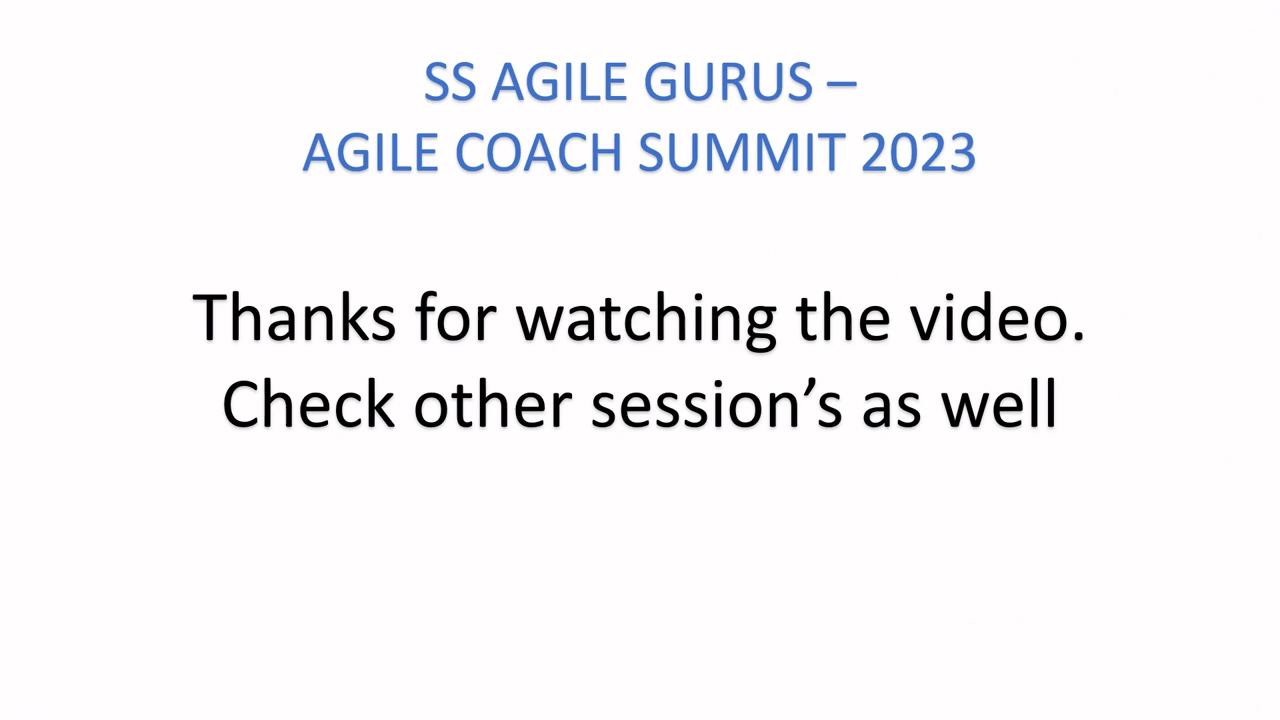 SS AGILE GURUS –
AGILE COACH SUMMIT 2023
Thanks for watching the video.
Check other session’s as well